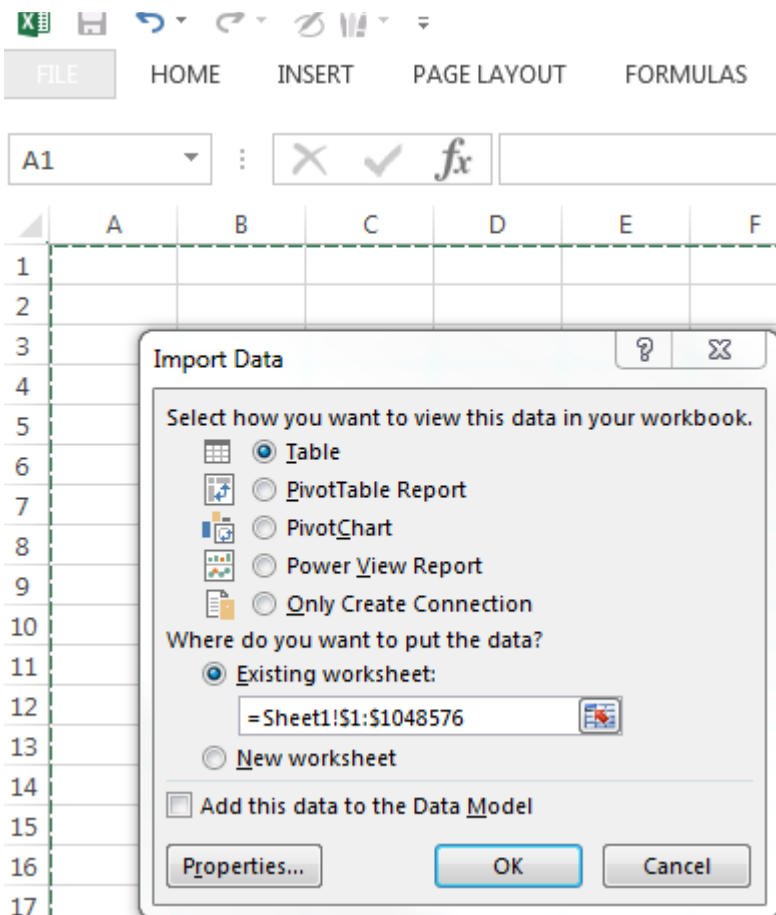 FILE HOME INSERT PAGE LAYOUT FORMULAS
A1 fx
A B C D E F
1
2
3
Import Data
4
Select how you want to view this data in your workbook.
5
Table
6
PivotTable Report
7
PivotChart
8
Power View Report
9
Only Create Connection
10
Where do you want to put the data?
11
Existing worksheet:
12
=Sheet1!$1:$1048576
13
New worksheet
14
Add this data to the Data Model
15
16
Properties... OK Cancel
17